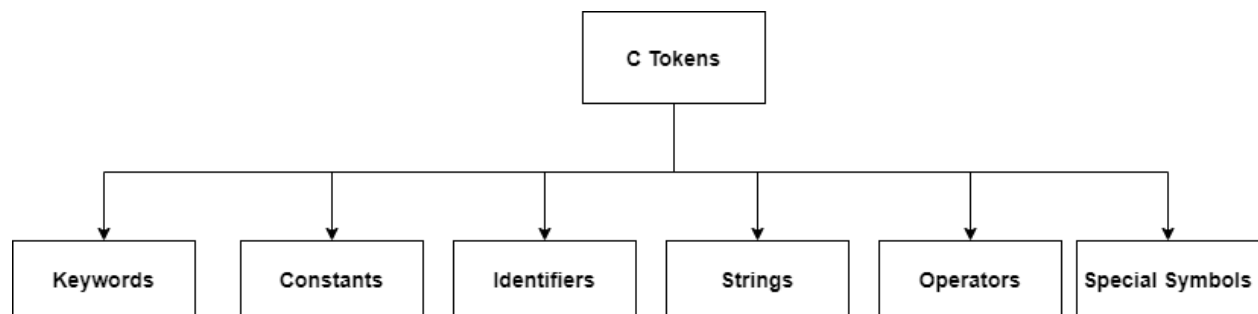 C Tokens
Keywords
Constants
Identifiers
Strings
Operators
Special Symbols